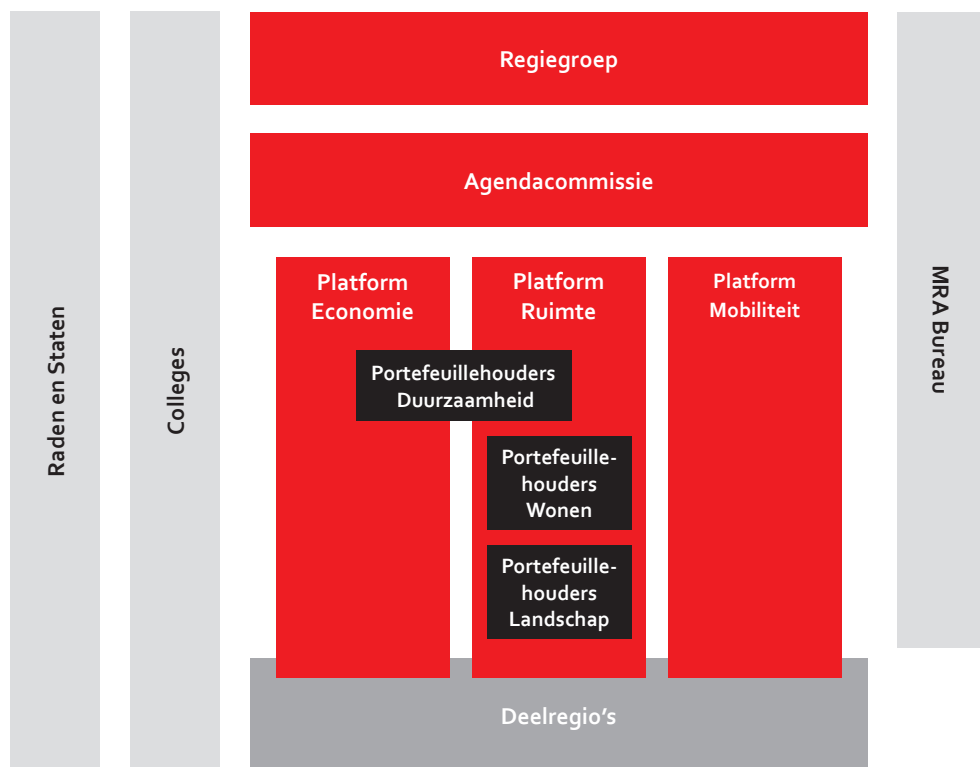 Raden en Staten
Colleges
Regiegroep
Agendacommissie
Platform
Economie
Platform
Ruimte
Platform
Mobiliteit
Portefeuillehouders
Duurzaamheid
Portefeuille-
houders
Wonen
Portefeuille-
houders
Landschap
Deelregio's
MRA Bureau